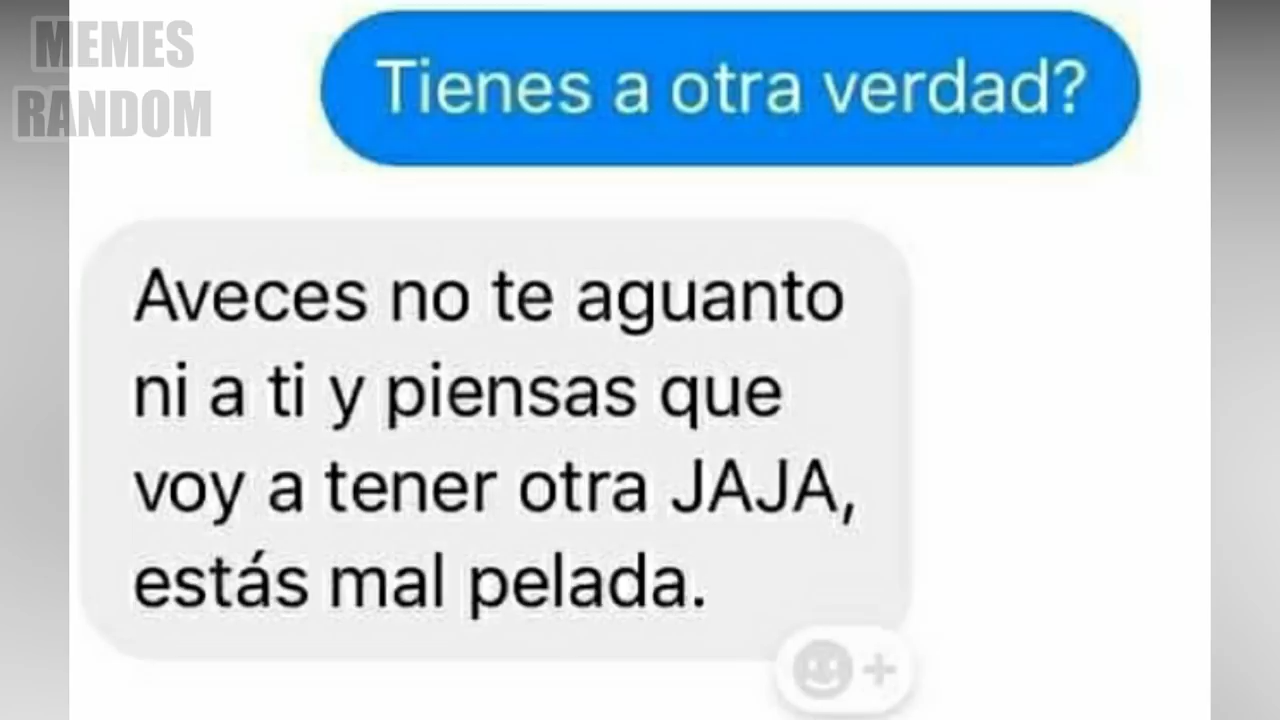 MEMES
RANDOM
Tienes a otra verdad?
Aveces no te aguanto
ni a ti y piensas que
voy a tener otra JAJA,
estás mal pelada.